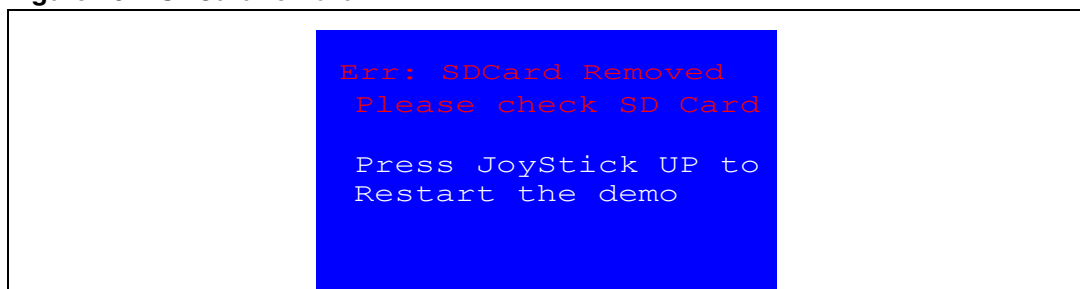 Err: SDCard Removed
Please check SD Card
Press JoyStick UP to
Restart the demo